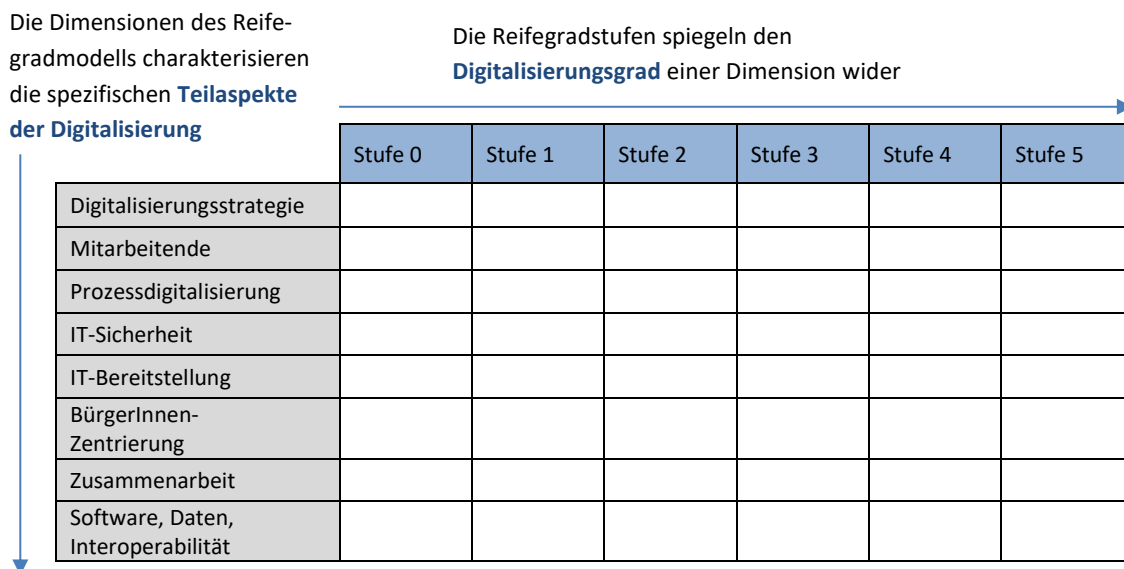 Die Dimensionen des Reife-
gradmodells charakterisieren
die spezifischen Teilaspekte
der Digitalisierung
Die Reifegradstufen spiegeln den
Digitalisierungsgrad einer Dimension wider
Stufe 0 Stufe 1 Stufe 2 Stufe 3 Stufe 4 Stufe 5
Digitalisierungsstrategie
Mitarbeitende
Prozessdigitalisierung
IT-Sicherheit
IT-Bereitstellung
BürgerInnen-
Zentrierung
Zusammenarbeit
Software, Daten,
Interoperabilität